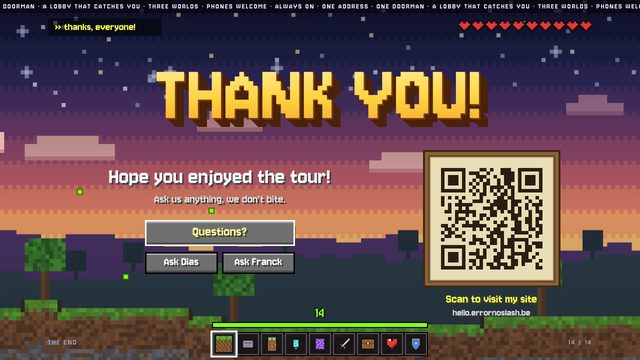 DOORMAN · A LOBBY THAT CATCHES YOU · THREE WORLDS · PHONES WELCOME · ALWAYS ON · ONE ADDRESS · ONE DOORMAN · A LOBBY THAT CATCHES YOU · THREE WORLDS · PHONES WEL
» thanks, everyone!
THANK YOU!
Hope you enjoyed the tour!
Ask us anything, we don't bite.
Questions?
Ask Dias
Ask Franck
Scan to visit my site
hello.errornoslash.be
14
THE END
14 / 14